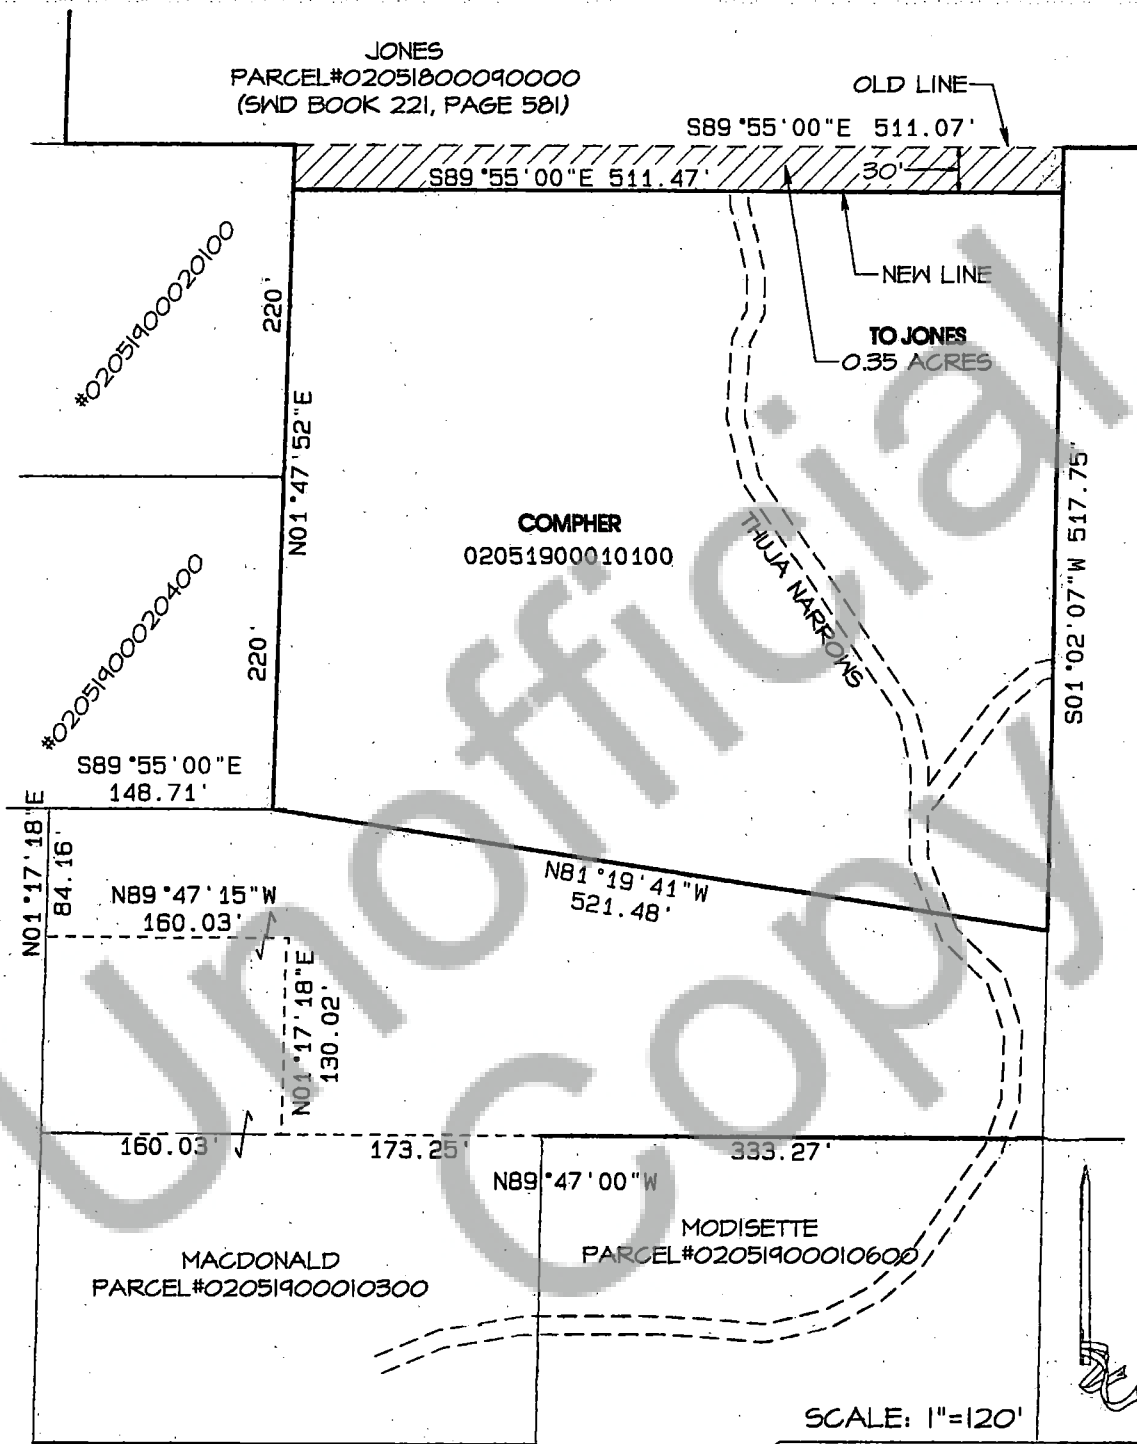 JONES
PARCEL#02051800090000
(SWD BOOK 221, PAGE 581)
OLD LINE
S89°55'00"E 511.07'
S89°55'00"E 511.47'
30'
NEW LINE
TO JONES
0.35 ACRES
#02051900020100
220'
N01°47'52"E
COMPHER
02051900010100
THUJA NARROWS
S01°02'07"W 517.75'
#02051900020400
220'
S89°55'00"E
148.71'
N01°17'18"E
84.16'
N89°47'15"W
160.03'
N81°19'41"W
521.48'
N01°17'18"E
130.02'
160.03'
173.25'
333.27'
N89°47'00"W
MACDONALD
PARCEL#02051900010300
MODISETTE
PARCEL#02051900010600
SCALE: 1"=120'
Unofficial
Copy